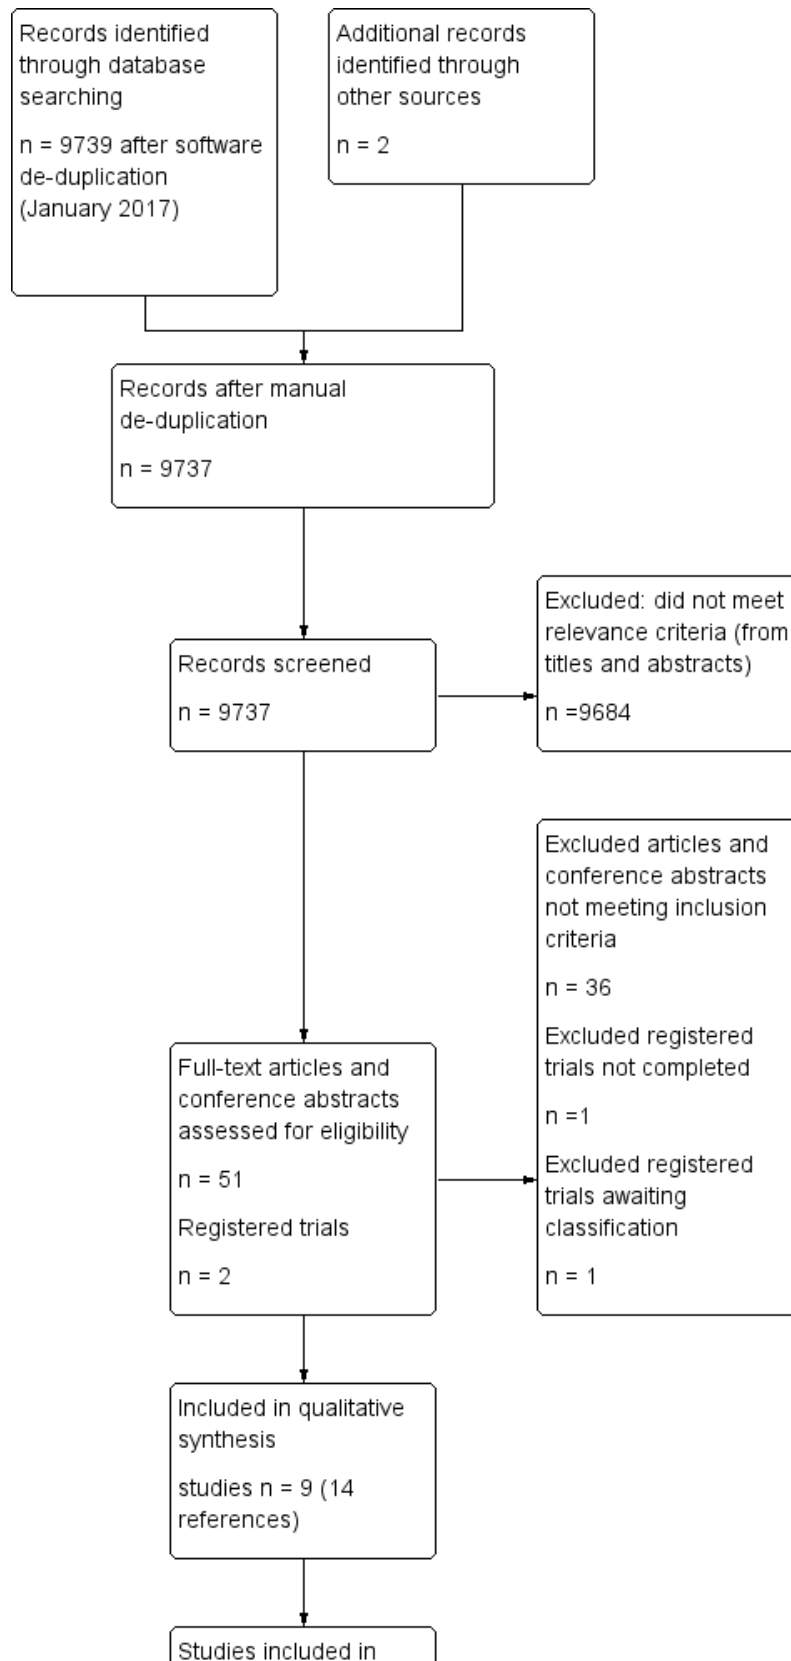 Records identified
through database
searching
n = 9739 after software
de-duplication
(January 2017)
Additional records
identified through
other sources
n = 2
Records after manual
de-duplication
n = 9737
Records screened
n = 9737
Excluded: did not meet
relevance criteria (from
titles and abstracts)
n =9684
Excluded articles and
conference abstracts
not meeting inclusion
criteria
n = 36
Excluded registered
trials not completed
n =1
Excluded registered
trials awaiting
classification
n = 1
Full-text articles and
conference abstracts
assessed for eligibility
n = 51
Registered trials
n = 2
Included in qualitative
synthesis
studies n = 9 (14
references)
Studies included in